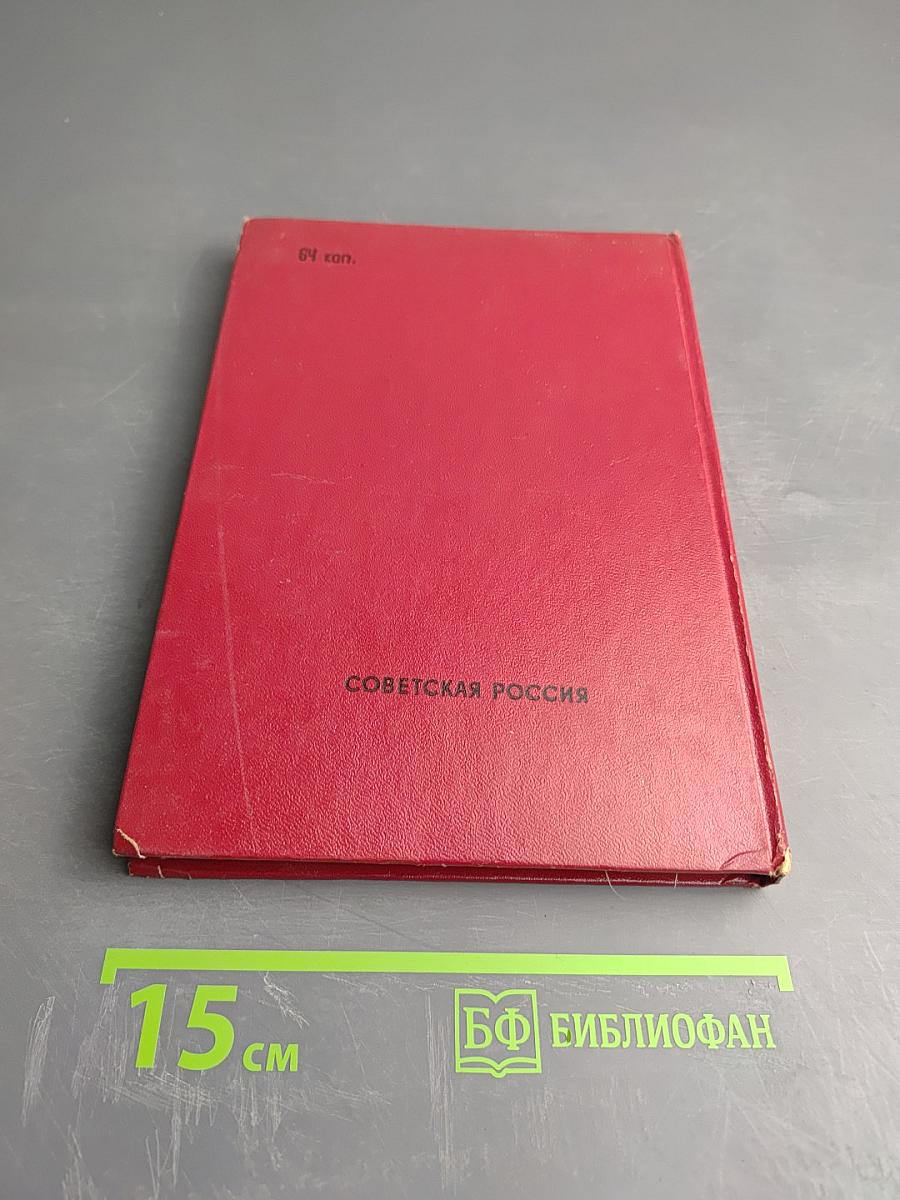 64 коп.
СОВЕТСКАЯ РОССИЯ
15 см
БФ БИБЛИОФАН